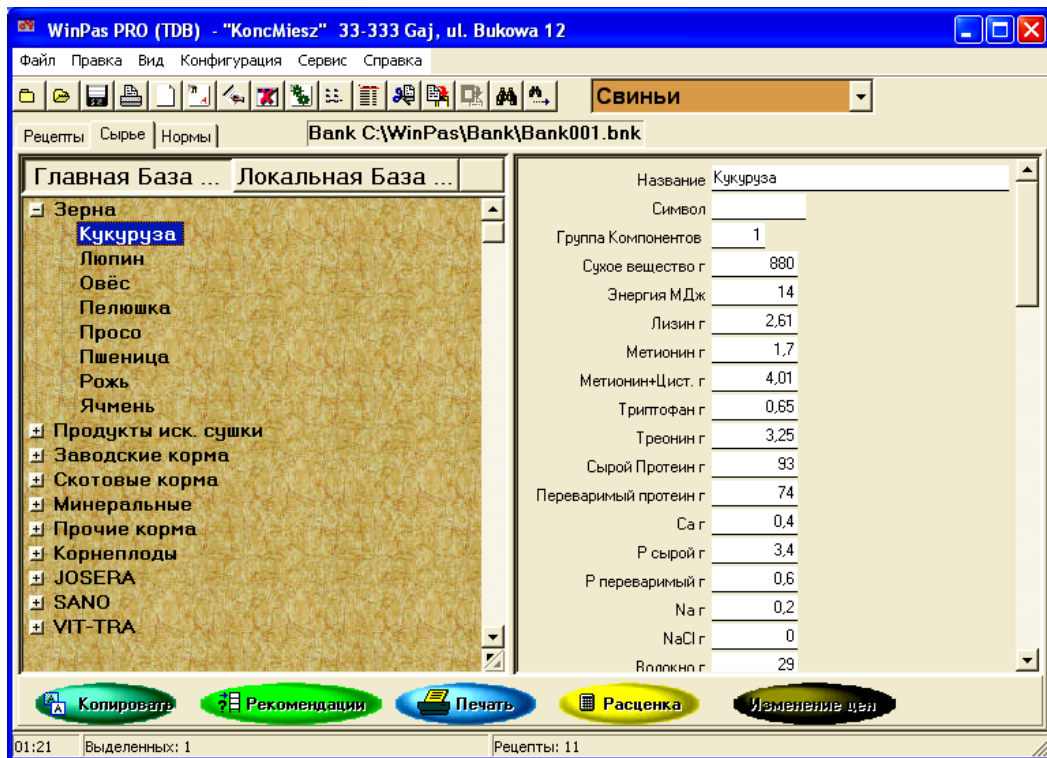 WinPas PRO (TDB) - "KoncMiesz" 33-333 Gaj, ul. Bukowa 12
Файл Правка Вид Конфигурация Сервис Справка
Свиньи
Рецепты Сырье Нормы Bank C:\WinPas\Bank\Bank001.bnk
Главная База ... Локальная База ...
Зерна
Кукуруза
Люпин
Овёс
Пелюшка
Просо
Пшеница
Рожь
Ячмень
Продукты иск. сушки
Заводские корма
Скотовые корма
Минеральные
Прочие корма
Корнеплоды
JOSERA
SANO
VIT-TRA
Название Кукуруза
Символ
Группа Компонентов 1
Сухое вещество г 880
Энергия МДж 14
Лизин г 2,61
Метионин г 1,7
Метионин+Цист. г 4,01
Триптофан г 0,65
Треонин г 3,25
Сырой Протеин г 93
Переваримый протеин г 74
Ca г 0,4
P сырой г 3,4
P переваримый г 0,6
Na г 0,2
NaCl г 0
Волокно г 29
Копировать Рекомендации Печать Расценка Изменение цен
01:21 Выделенных: 1 Рецепты: 11